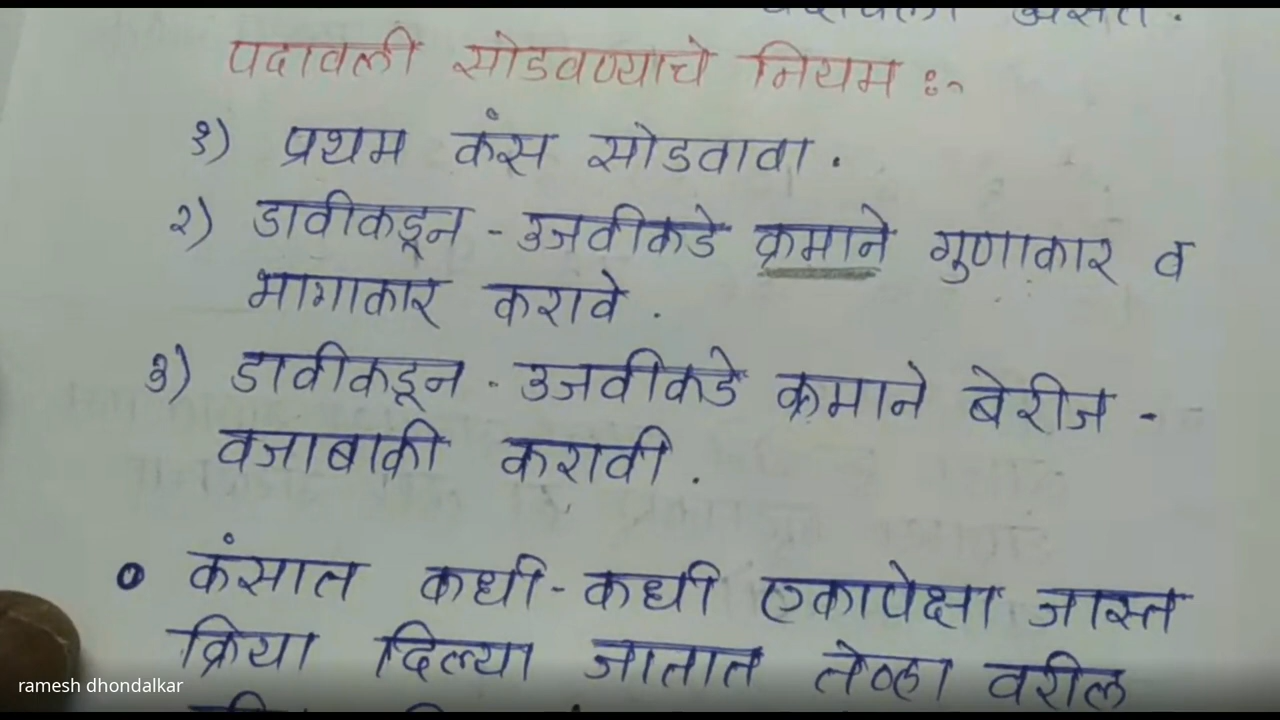 असते.
पदावली सोडवण्याचे नियम :-
१) प्रथम कंस सोडवावा.
२) डावीकडून - उजवीकडे क्रमाने गुणाकार व
भागाकार करावे.
३) डावीकडून - उजवीकडे क्रमाने बेरीज -
वजाबाकी करावी.
• कंसात कधी-कधी एकापेक्षा जास्त
क्रिया दिल्या जातात तेव्हा वरील
ramesh dhondalkar